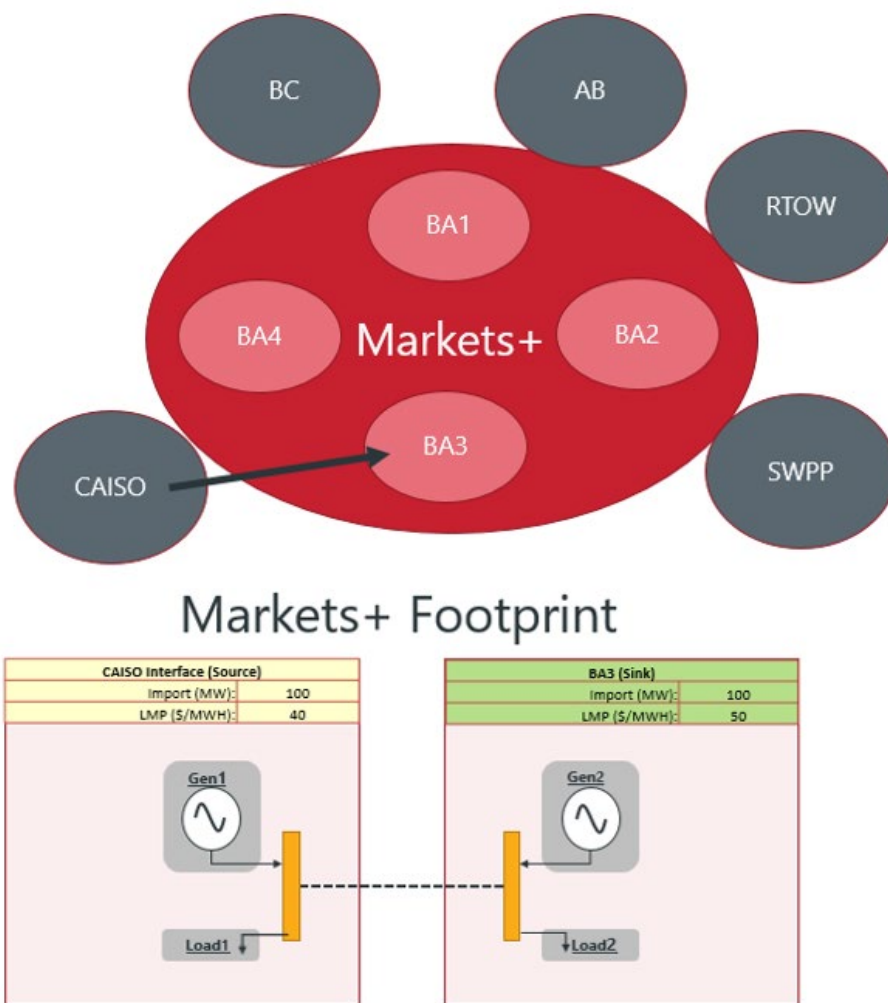 BC
AB
RTOW
BA1
BA4
Markets+
BA2
BA3
CAISO
SWPP
Markets+ Footprint
CAISO Interface (Source)
Import (MW): 100
LMP ($/MWH): 40
BA3 (Sink)
Import (MW): 100
LMP ($/MWH): 50
Gen1
Gen2
Load1
Load2